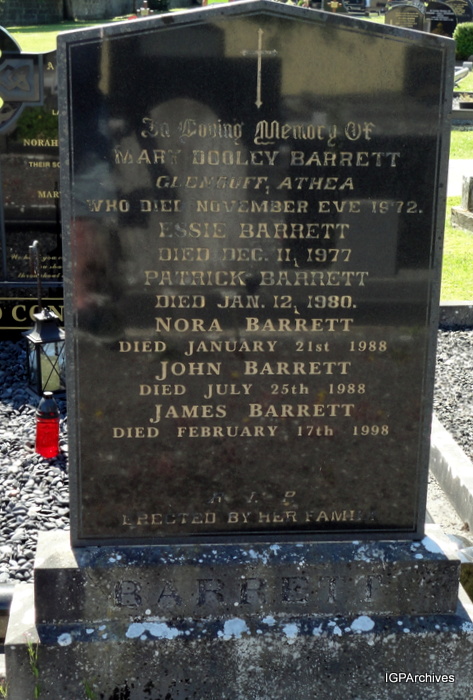 In Loving Memory Of
MARY DOOLEY BARRETT
GLENGUFF, ATHEA
WHO DIED NOVEMBER EVE 1972.
ESSIE BARRETT
DIED DEC. 11, 1977
PATRICK BARRETT
DIED JAN. 12, 1980.
NORA BARRETT
DIED JANUARY 21st 1988
JOHN BARRETT
DIED JULY 25th 1988
JAMES BARRETT
DIED FEBRUARY 17th 1998
R I P
ERECTED BY HER FAMILY
BARRETT
IGPArchives